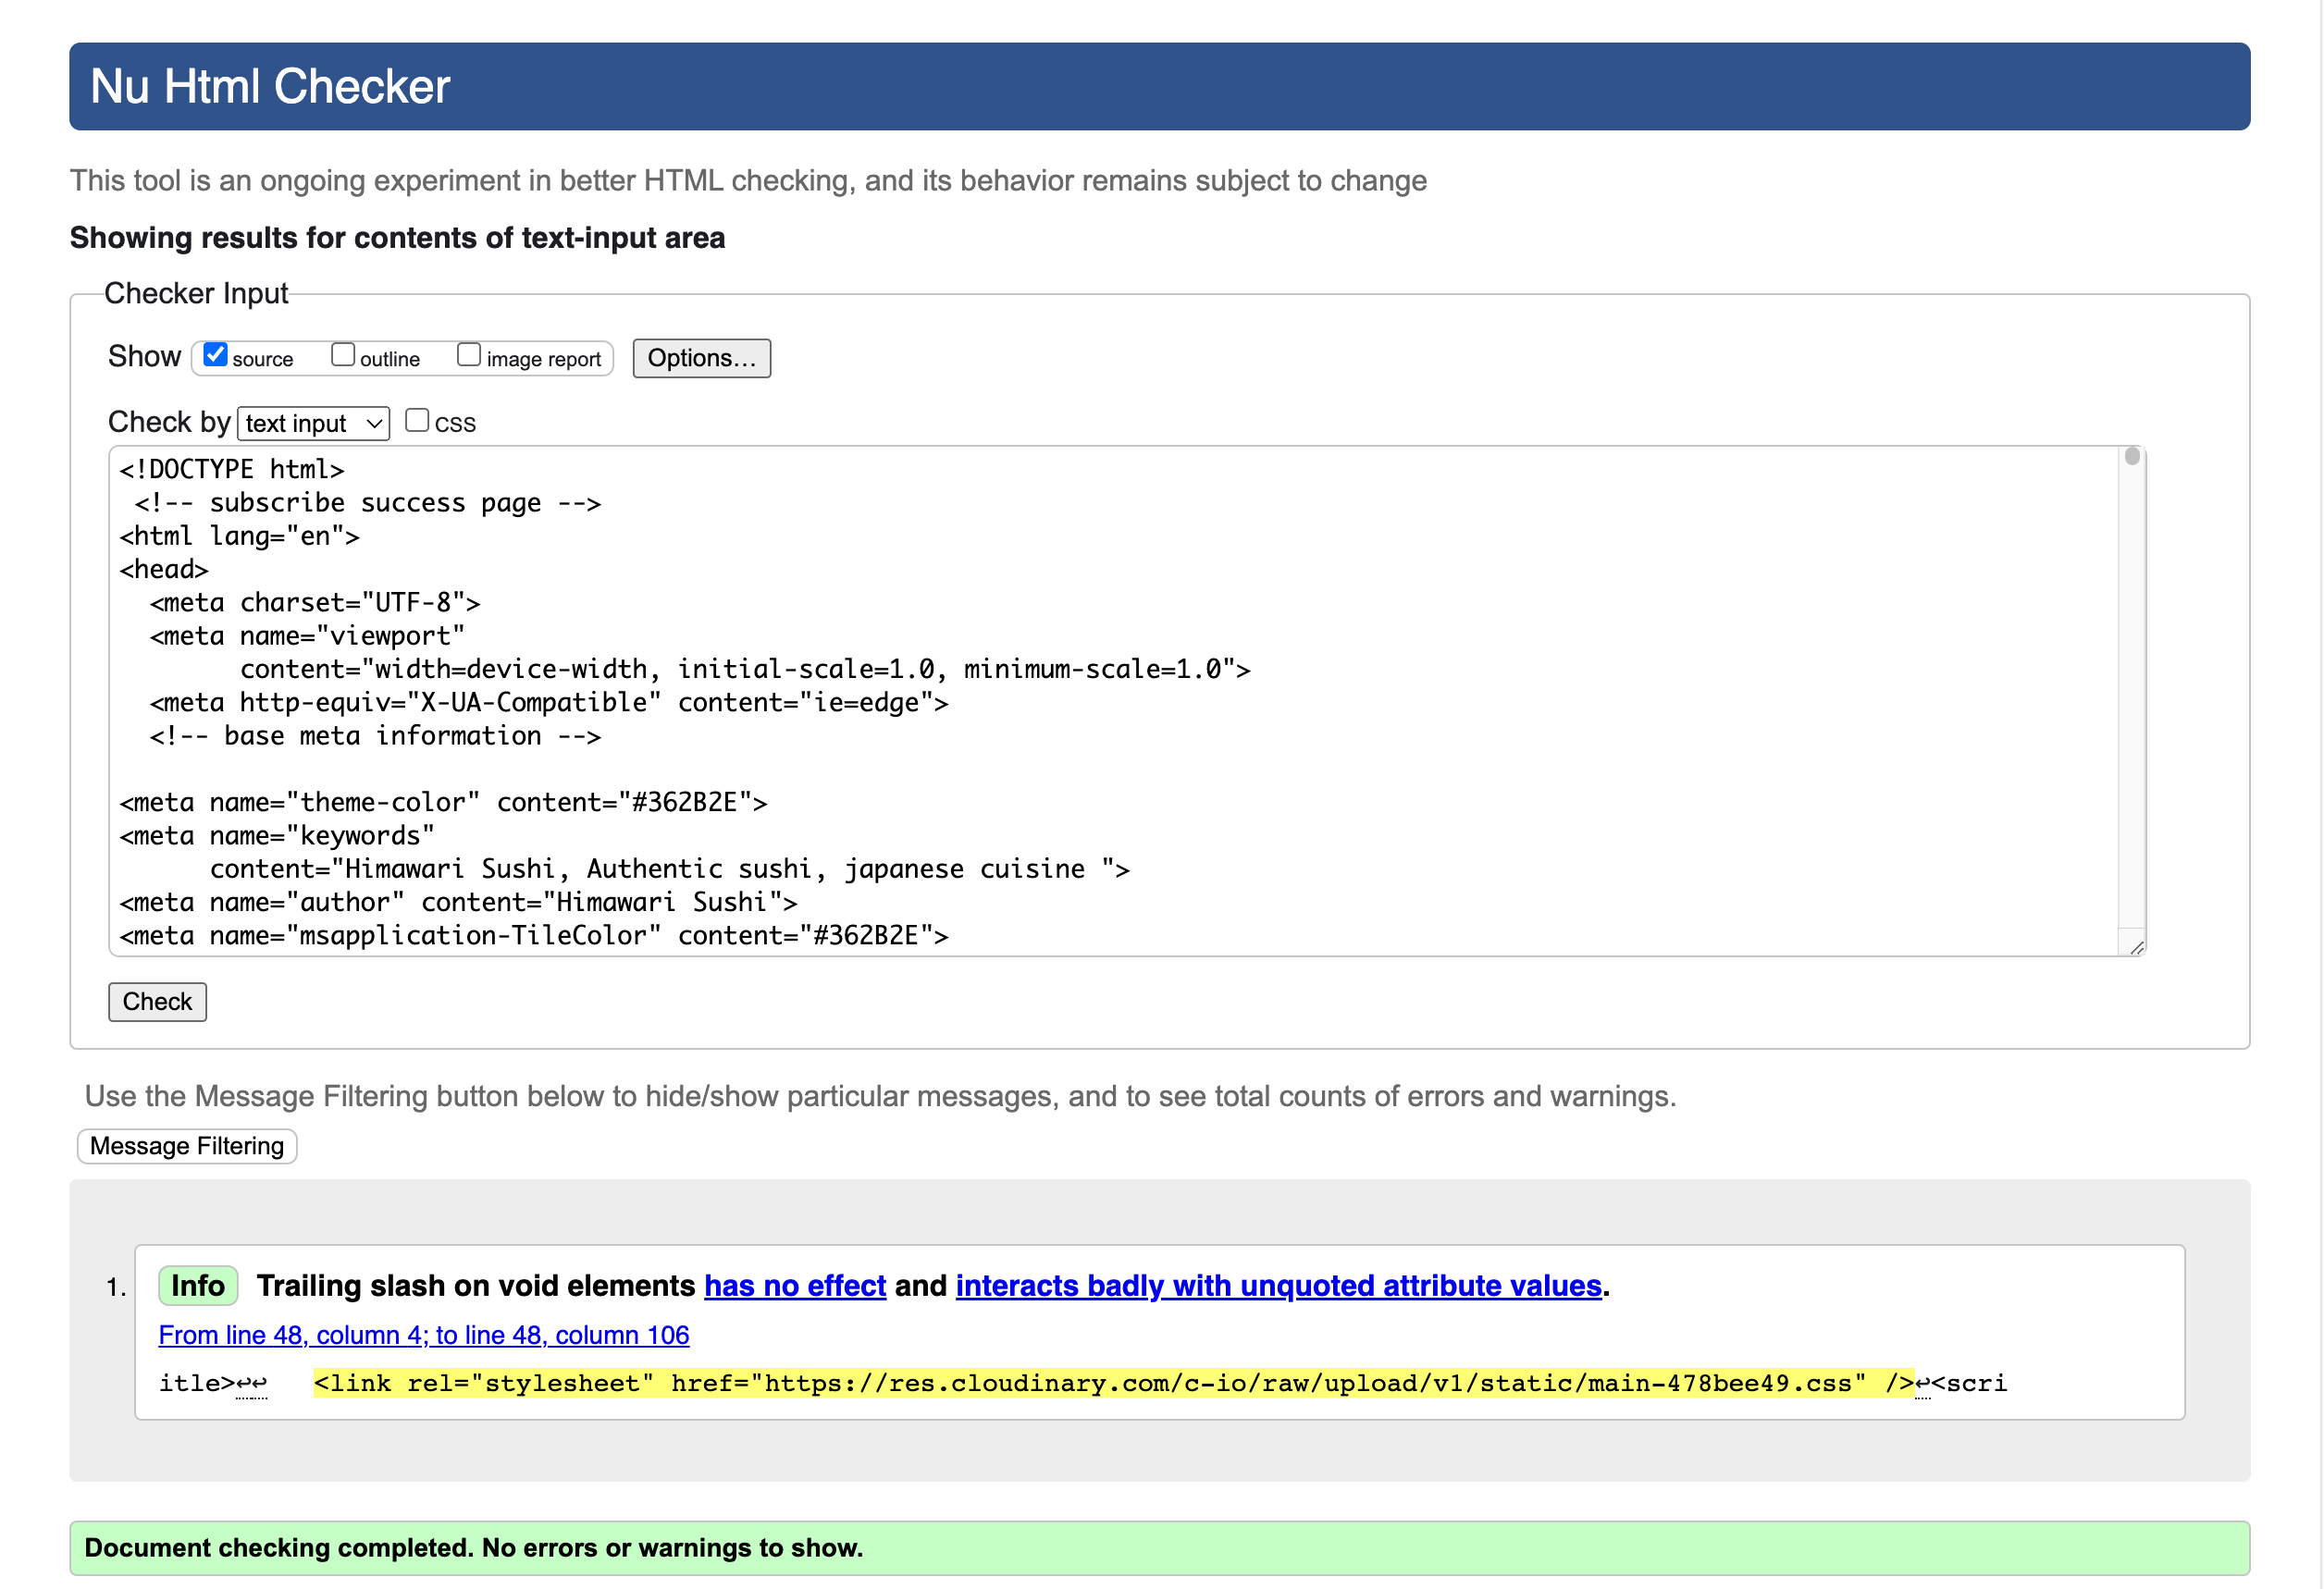 Nu Html Checker
This tool is an ongoing experiment in better HTML checking, and its behavior remains subject to change
Showing results for contents of text-input area
Checker Input
Show source outline image report Options...
Check by text input css
<!DOCTYPE html>
 <!-- subscribe success page -->
<html lang="en">
<head>
  <meta charset="UTF-8">
  <meta name="viewport"
        content="width=device-width, initial-scale=1.0, minimum-scale=1.0">
  <meta http-equiv="X-UA-Compatible" content="ie=edge">
  <!-- base meta information -->
<meta name="theme-color" content="#362B2E">
<meta name="keywords"
      content="Himawari Sushi, Authentic sushi, japanese cuisine ">
<meta name="author" content="Himawari Sushi">
<meta name="msapplication-TileColor" content="#362B2E">
Check
Use the Message Filtering button below to hide/show particular messages, and to see total counts of errors and warnings.
Message Filtering
1. Info Trailing slash on void elements has no effect and interacts badly with unquoted attribute values.
From line 48, column 4; to line 48, column 106
itle>↩↩   <link rel="stylesheet" href="https://res.cloudinary.com/c-io/raw/upload/v1/static/main-478bee49.css" />↩<scri
Document checking completed. No errors or warnings to show.